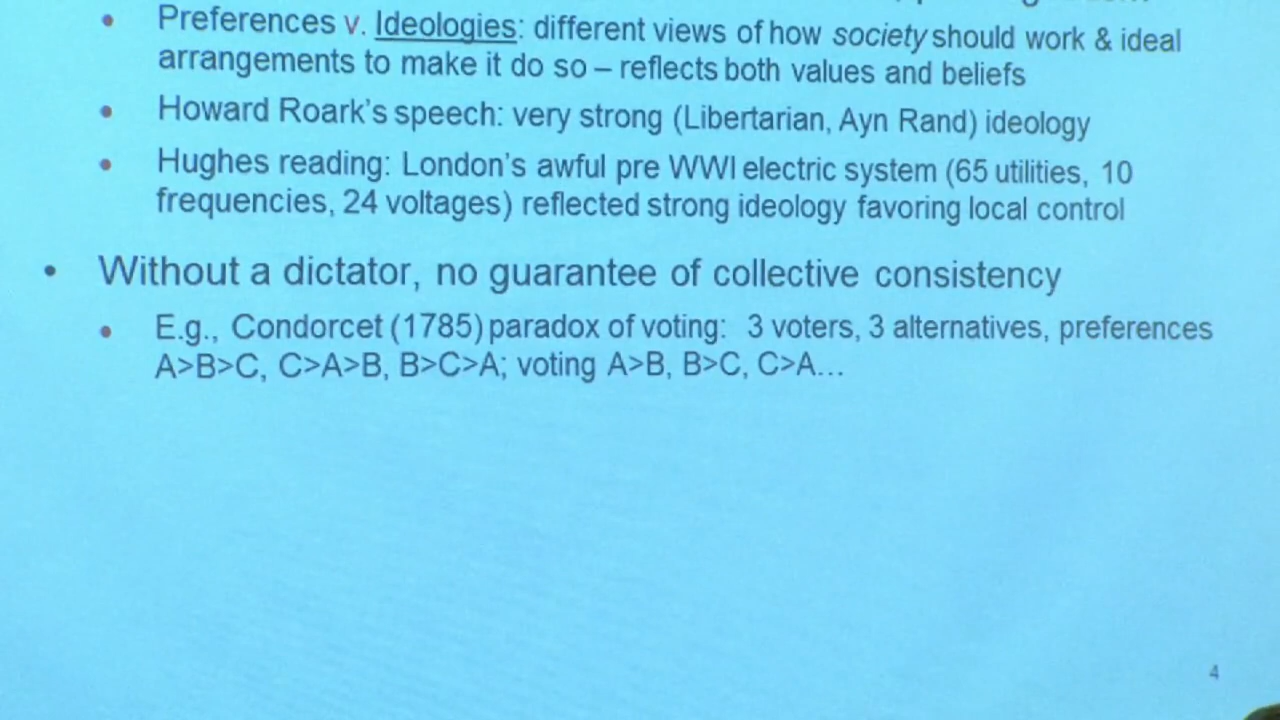 • Preferences v. Ideologies: different views of how society should work & ideal
arrangements to make it do so – reflects both values and beliefs
• Howard Roark's speech: very strong (Libertarian, Ayn Rand) ideology
• Hughes reading: London's awful pre WWI electric system (65 utilities, 10
frequencies, 24 voltages) reflected strong ideology favoring local control
• Without a dictator, no guarantee of collective consistency
• E.g., Condorcet (1785) paradox of voting: 3 voters, 3 alternatives, preferences
A>B>C, C>A>B, B>C>A; voting A>B, B>C, C>A...
4